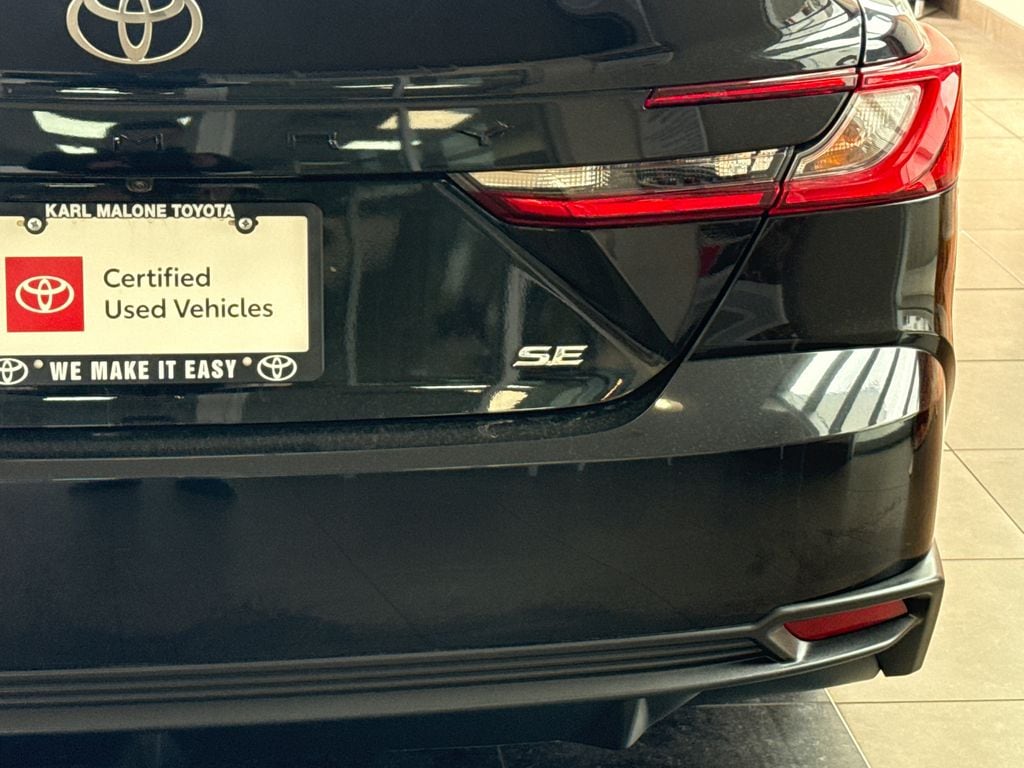 M R Y
KARL MALONE TOYOTA
Certified
Used Vehicles
SE
WE MAKE IT EASY